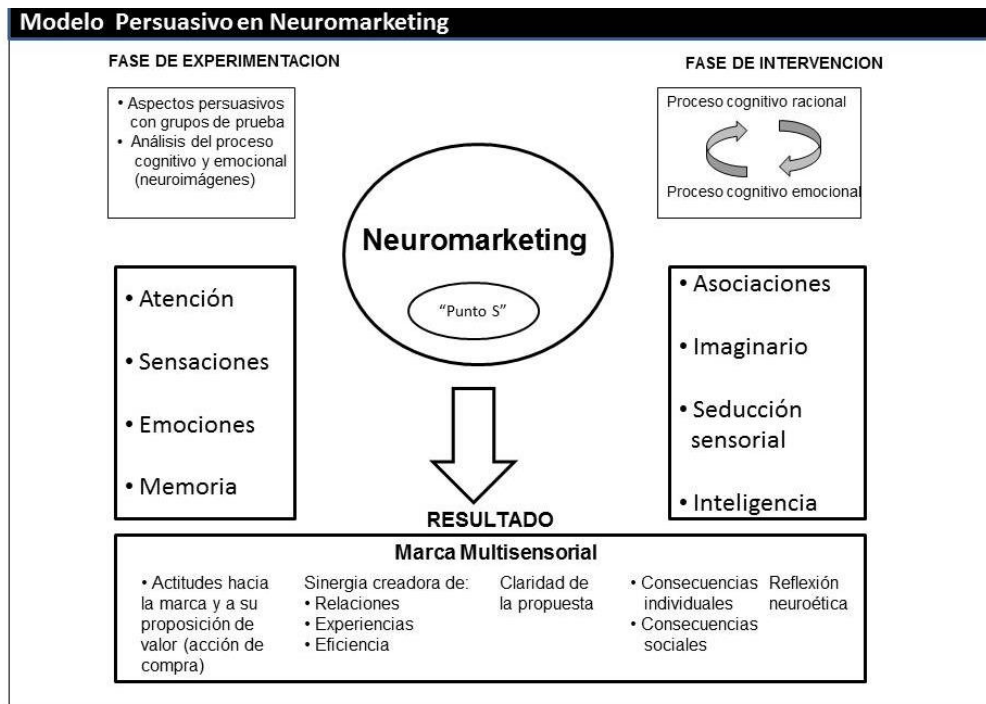 Modelo Persuasivo en Neuromarketing
FASE DE EXPERIMENTACION
• Aspectos persuasivos
con grupos de prueba
• Análisis del proceso
cognitivo y emocional
(neuroimágenes)
• Atención
• Sensaciones
• Emociones
• Memoria
Neuromarketing
“Punto S”
FASE DE INTERVENCION
Proceso cognitivo racional
Proceso cognitivo emocional
• Asociaciones
• Imaginario
• Seducción
sensorial
• Inteligencia
RESULTADO
Marca Multisensorial
• Actitudes hacia
la marca y a su
proposición de
valor (acción de
compra)
Sinergia creadora de:
• Relaciones
• Experiencias
• Eficiencia
Claridad de
la propuesta
• Consecuencias
individuales
• Consecuencias
sociales
Reflexión
neuroética